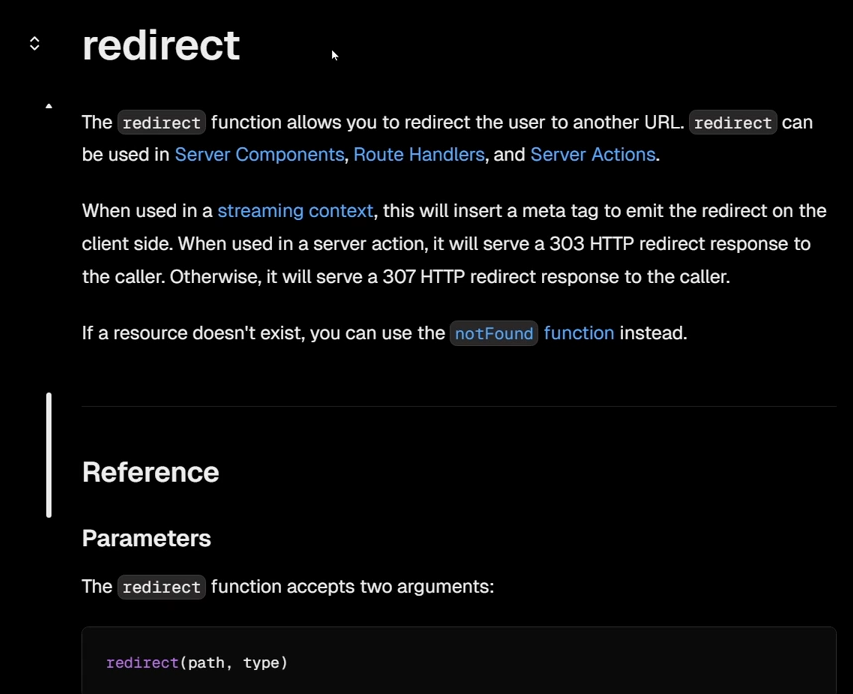 redirect
The redirect function allows you to redirect the user to another URL. redirect can
be used in Server Components, Route Handlers, and Server Actions.
When used in a streaming context, this will insert a meta tag to emit the redirect on the
client side. When used in a server action, it will serve a 303 HTTP redirect response to
the caller. Otherwise, it will serve a 307 HTTP redirect response to the caller.
If a resource doesn't exist, you can use the notFound function instead.
Reference
Parameters
The redirect function accepts two arguments:
redirect(path, type)